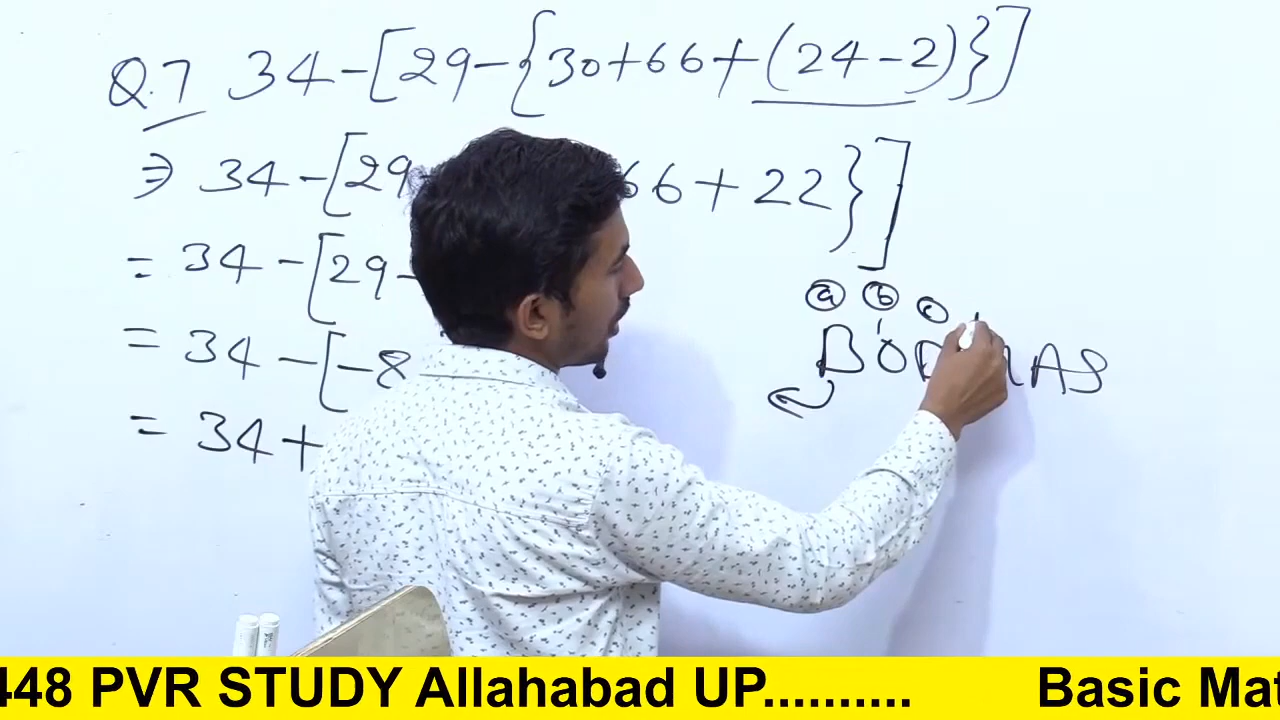 Q.7 34-[29-{30+66+(24-2)}]
⇒ 34-[29 66+22}]
= 34-[29-
= 34-[-8
= 34+
a b c
BODMAS
448 PVR STUDY Allahabad UP.......... Basic Mat